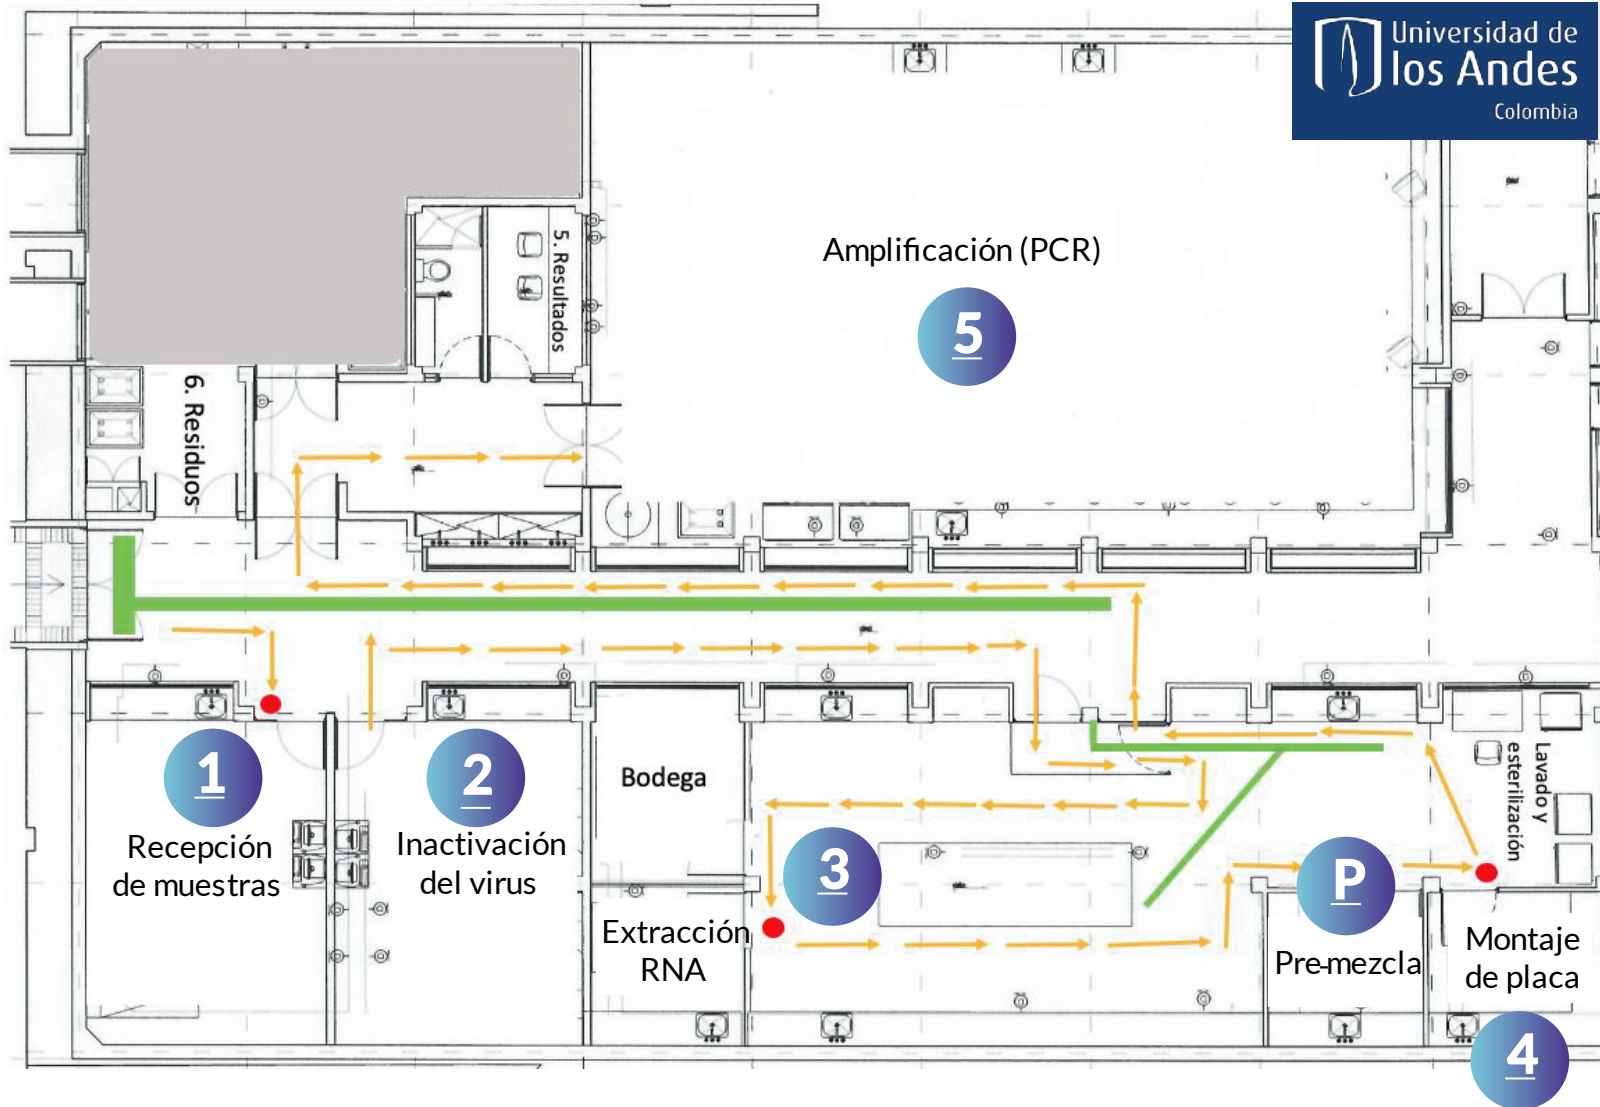 Universidad de
los Andes
Colombia
5. Resultados
Amplificación (PCR)
5
6. Residuos
1
Recepción
de muestras
2
Inactivación
del virus
Bodega
Extracción
RNA
3
P
Pre-mezcla
Lavado y
esterilización
Montaje
de placa
4